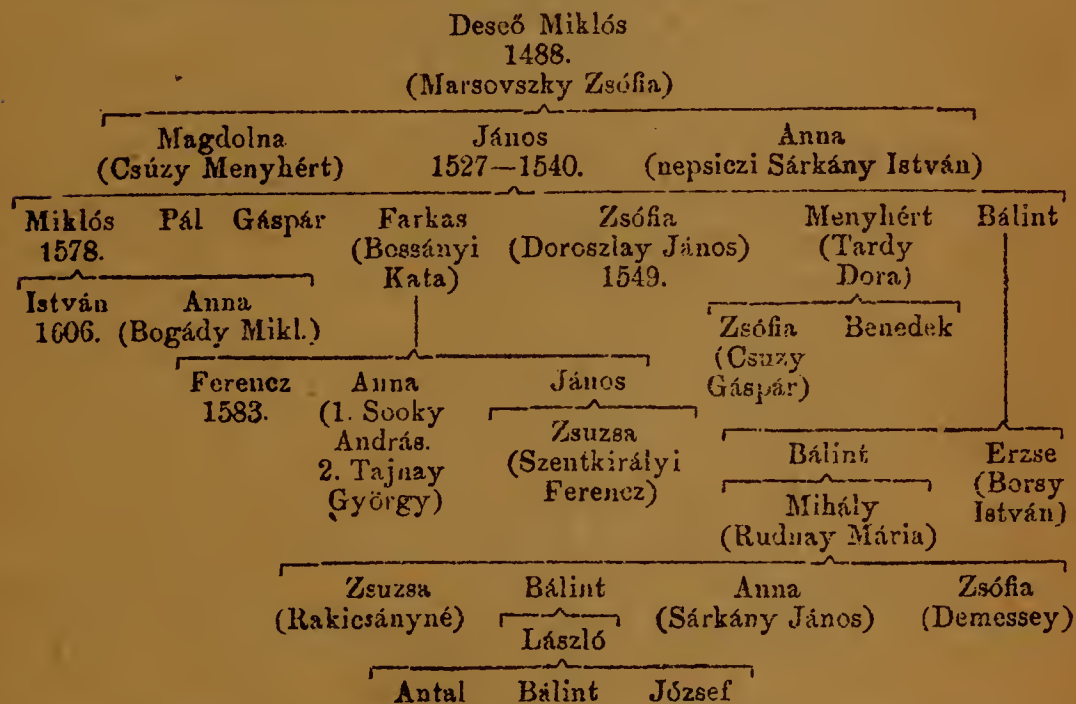 Deseő Miklós
1488.
(Marsovszky Zsófia)
Magdolna János Anna
(Csúzy Menyhért) 1527—1540. (nepsiczi Sárkány István)
Miklós Pál Gáspár Farkas Zsófia Menyhért Bálint
1578. (Bossányi (Doroszlay János) (Tardy
Kata) 1549. Dora)
István Anna
1606. (Bogády Mikl.) Zsófia Benedek
(Csuzy
Gáspár)
Ferencz Anna János
1583. (1. Sooky
András. Zsuzsa
2. Tajnay (Szentkirályi
György) Ferencz)
Bálint Erzse
(Borsy
Mihály István)
(Rudnay Mária)
Zsuzsa Bálint Anna Zsófia
(Rakicsányné) (Sárkány János) (Demessey)
László
Antal Bálint József